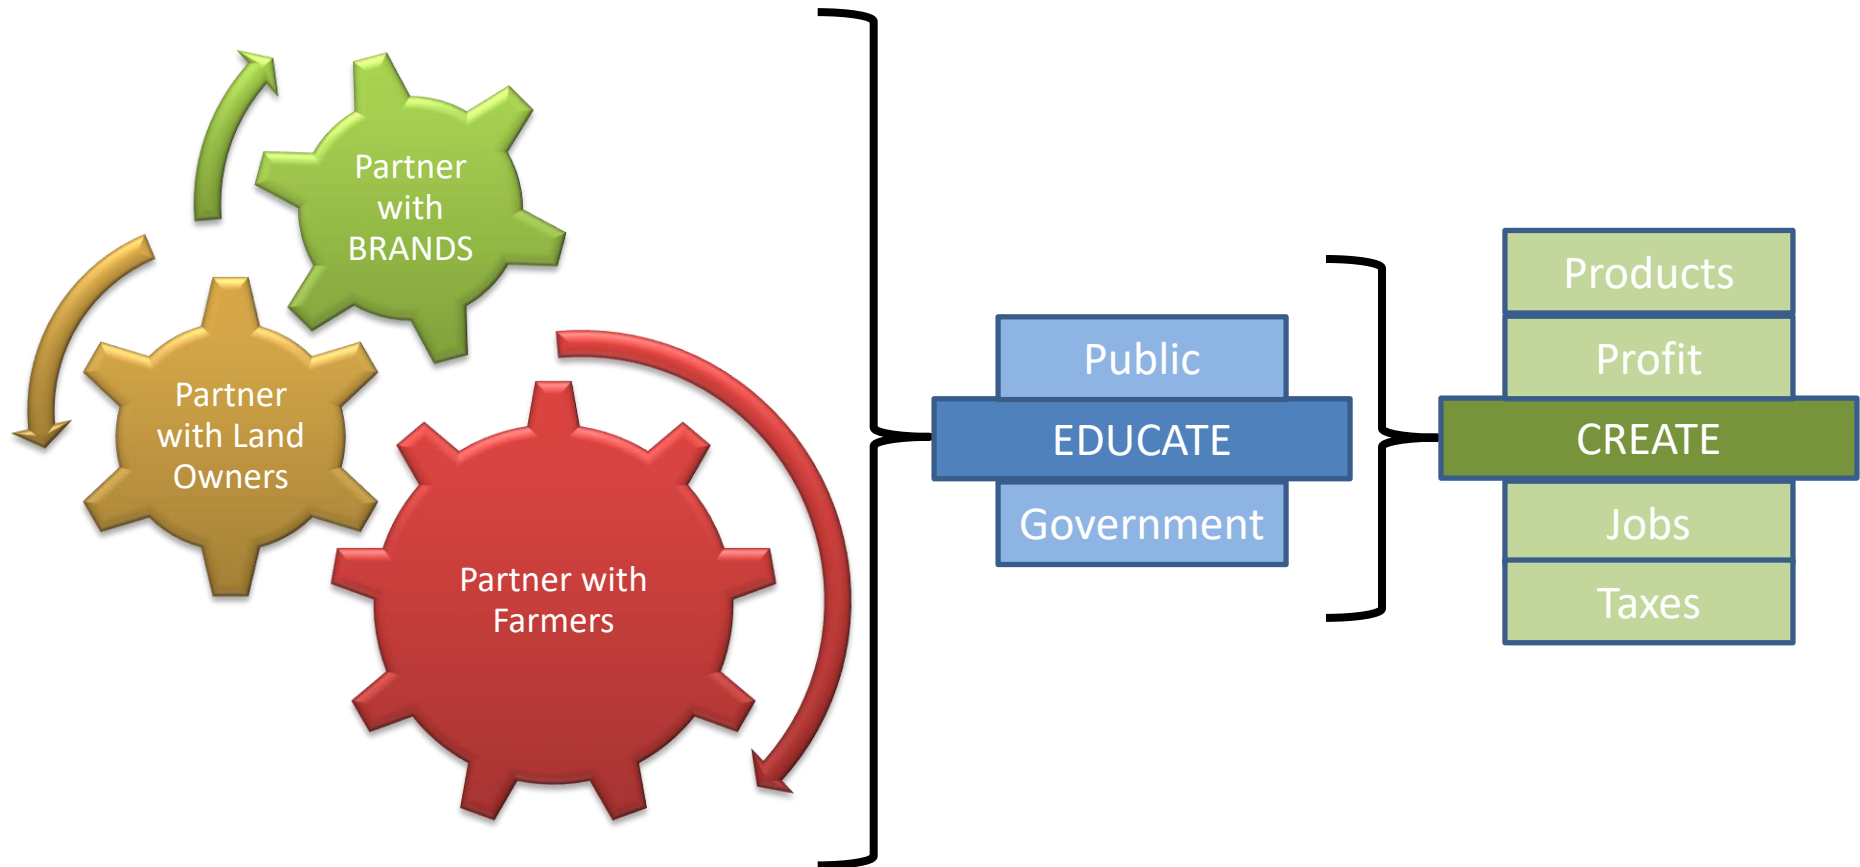 Partner
with
BRANDS
Partner
with Land
Owners
Partner with
Farmers
Public
EDUCATE
Government
Products
Profit
CREATE
Jobs
Taxes